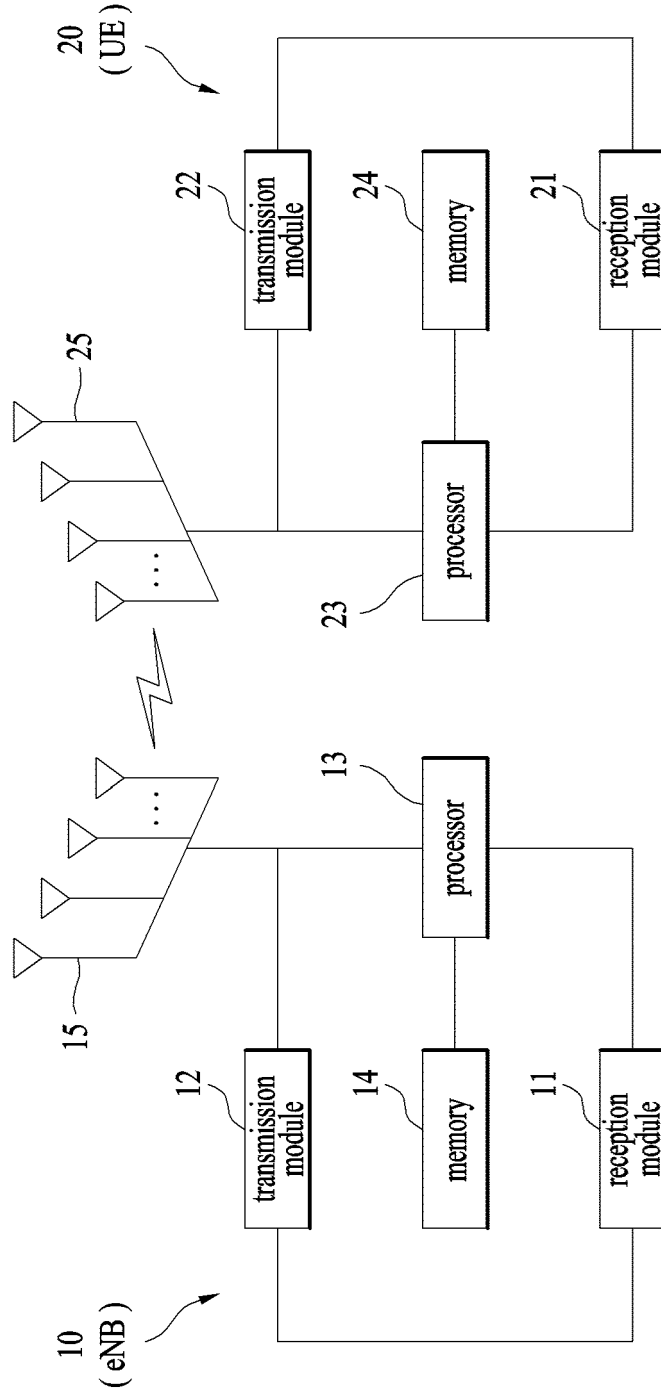 10
( eNB )
20
( UE )
15
25
...
...
12
transmission
module
22
transmission
module
14
memory
13
processor
23
processor
24
memory
11
reception
module
21
reception
module